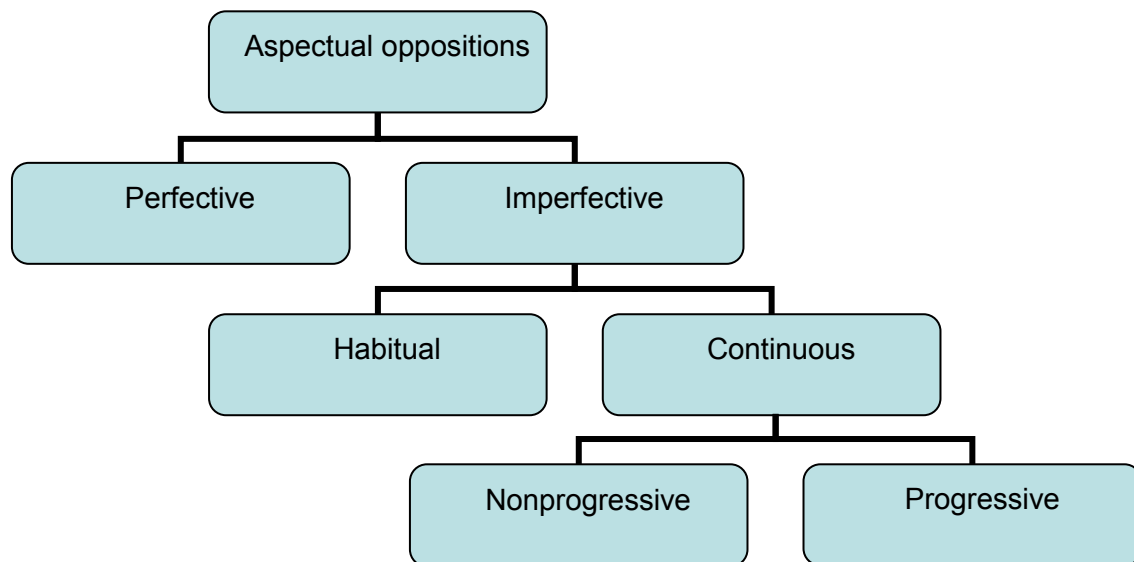 Aspectual oppositions
Perfective
Imperfective
Habitual
Continuous
Nonprogressive
Progressive